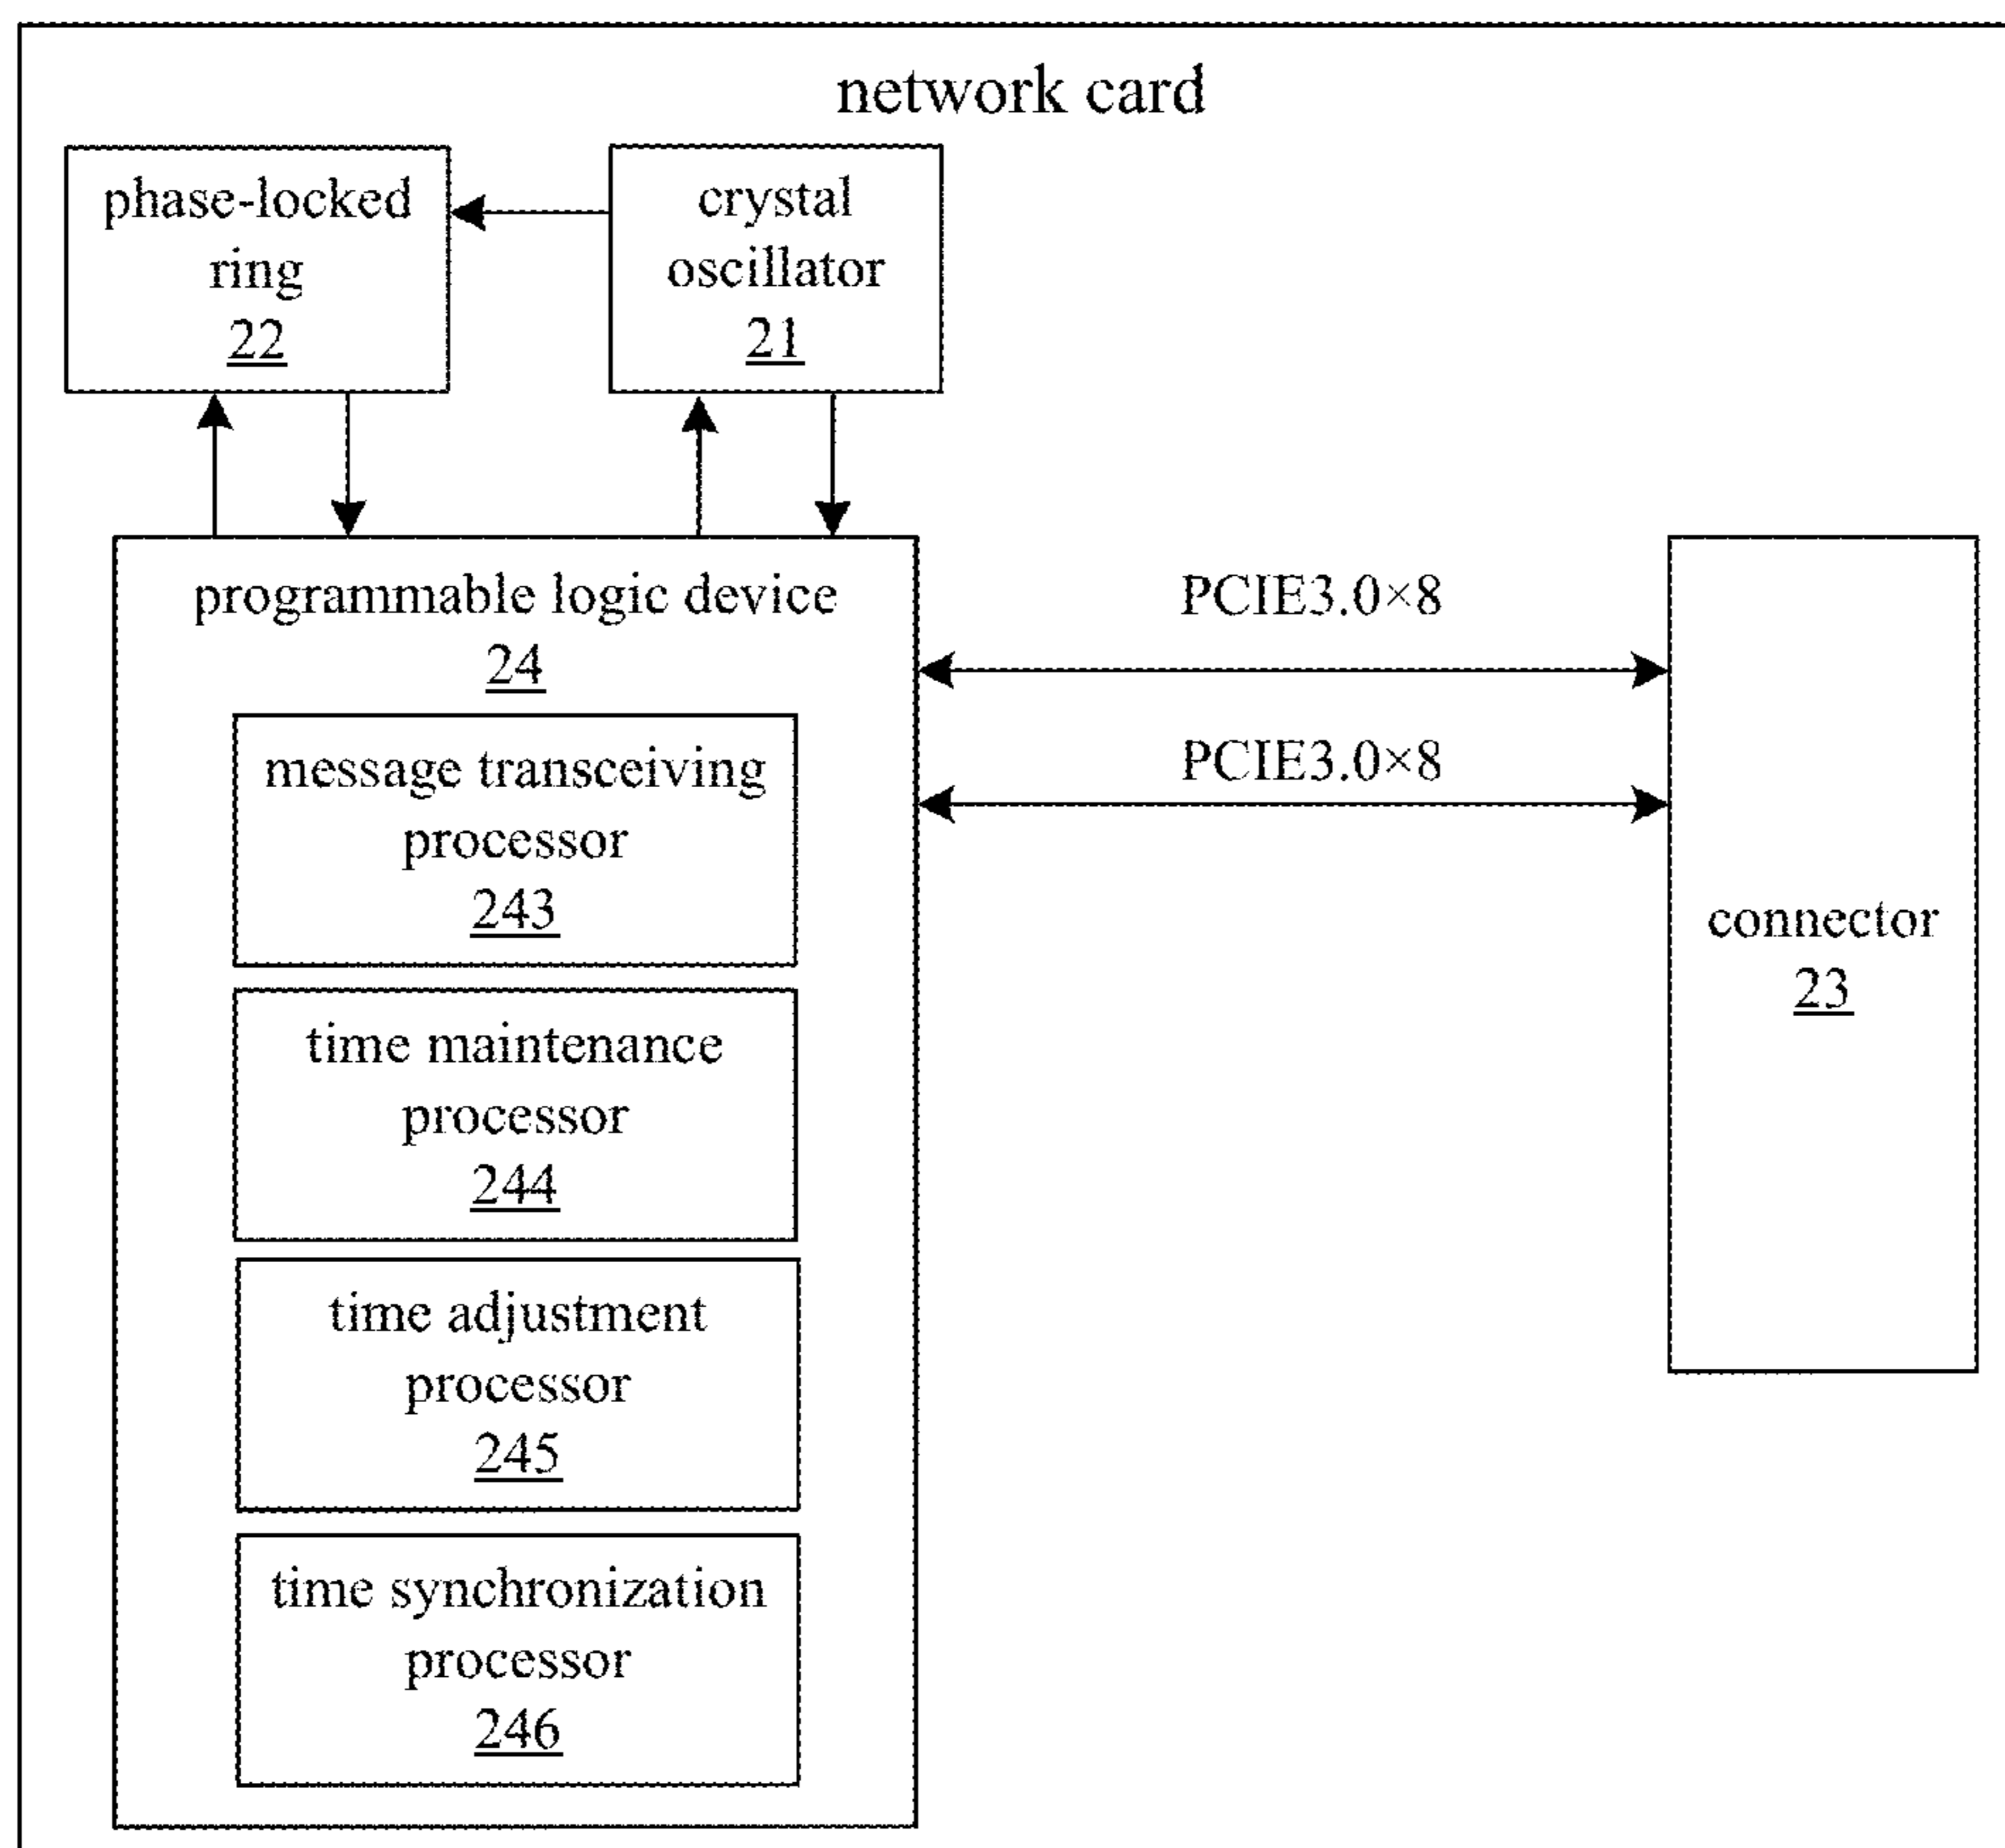 network card
phase-locked
ring
22
crystal
oscillator
21
programmable logic device
24
PCIE3.0×8
PCIE3.0×8
message transceiving
processor
243
time maintenance
processor
244
time adjustment
processor
245
time synchronization
processor
246
connector
23